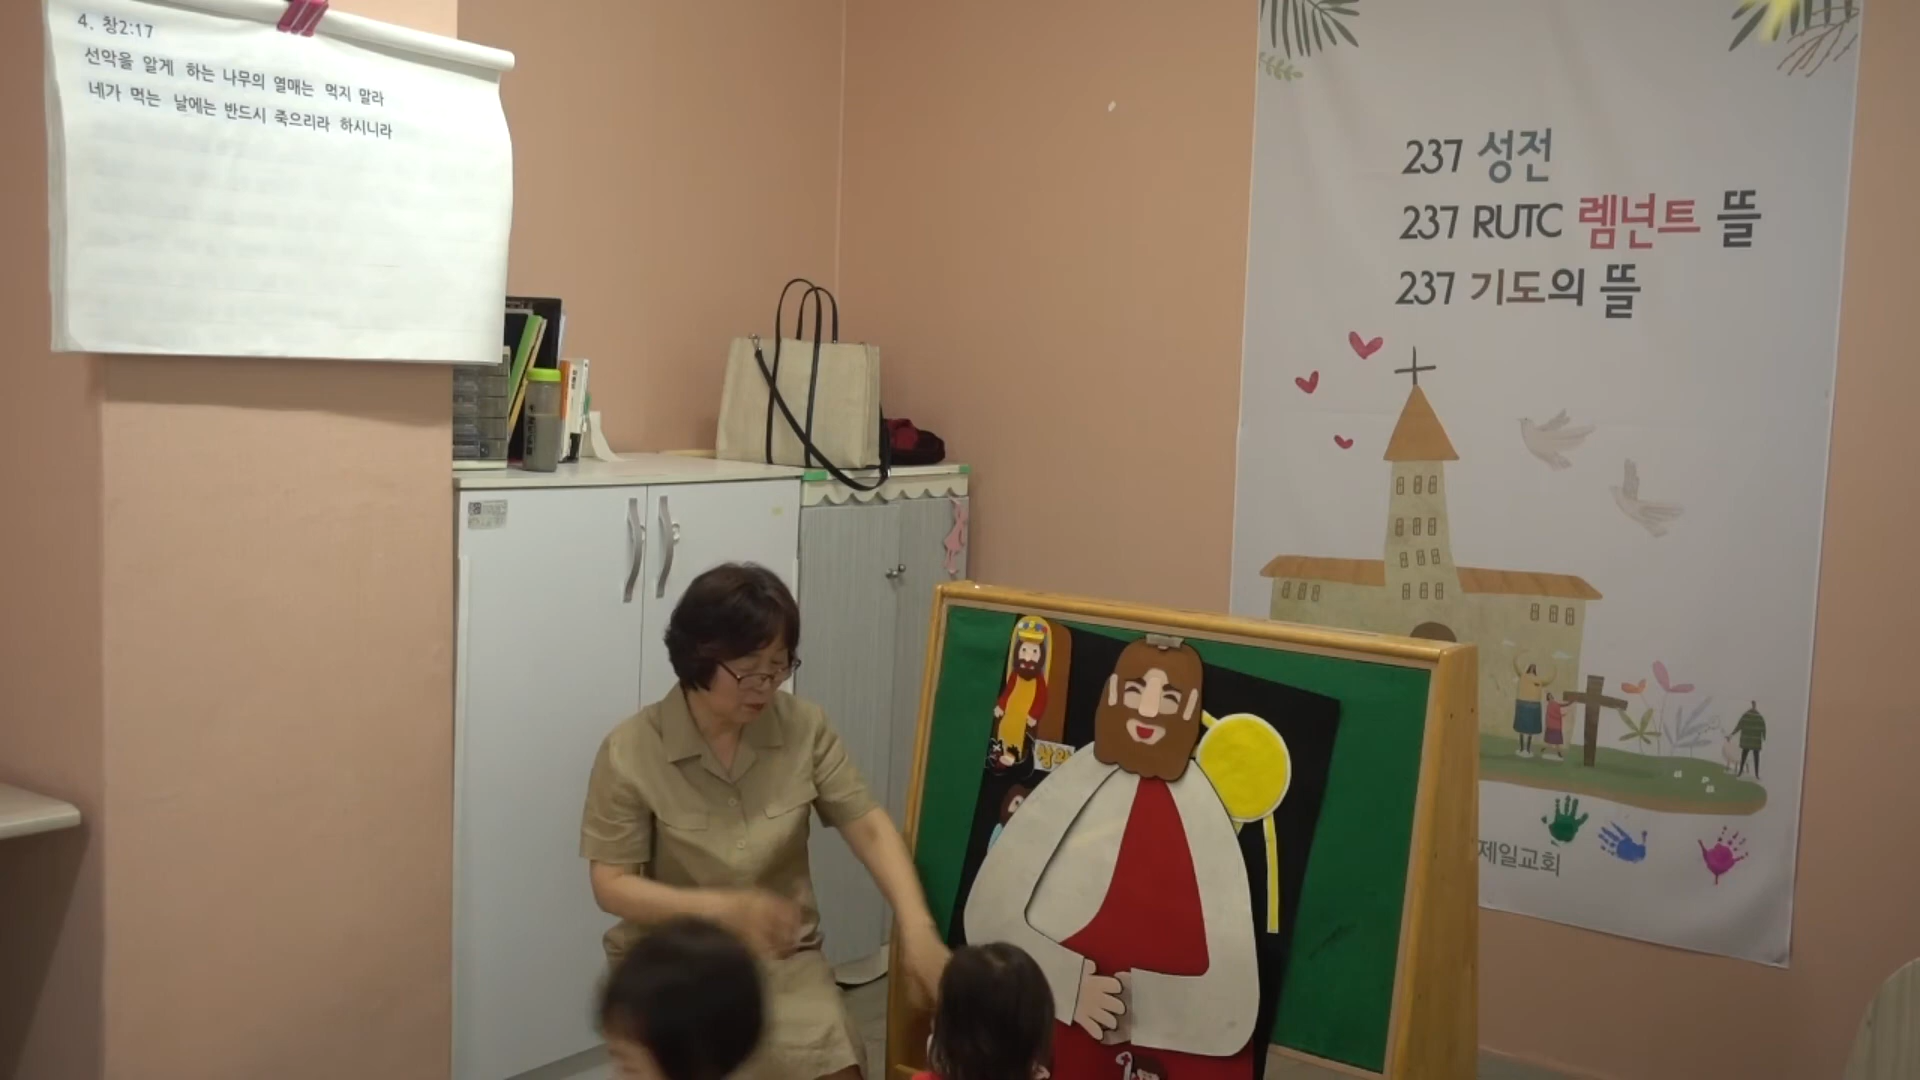 4. 창2:17
선악을 알게 하는 나무의 열매는 먹지 말라
네가 먹는 날에는 반드시 죽으리라 하시니라
237 성전
237 RUTC 렘넌트 뜰
237 기도의 뜰
제일교회